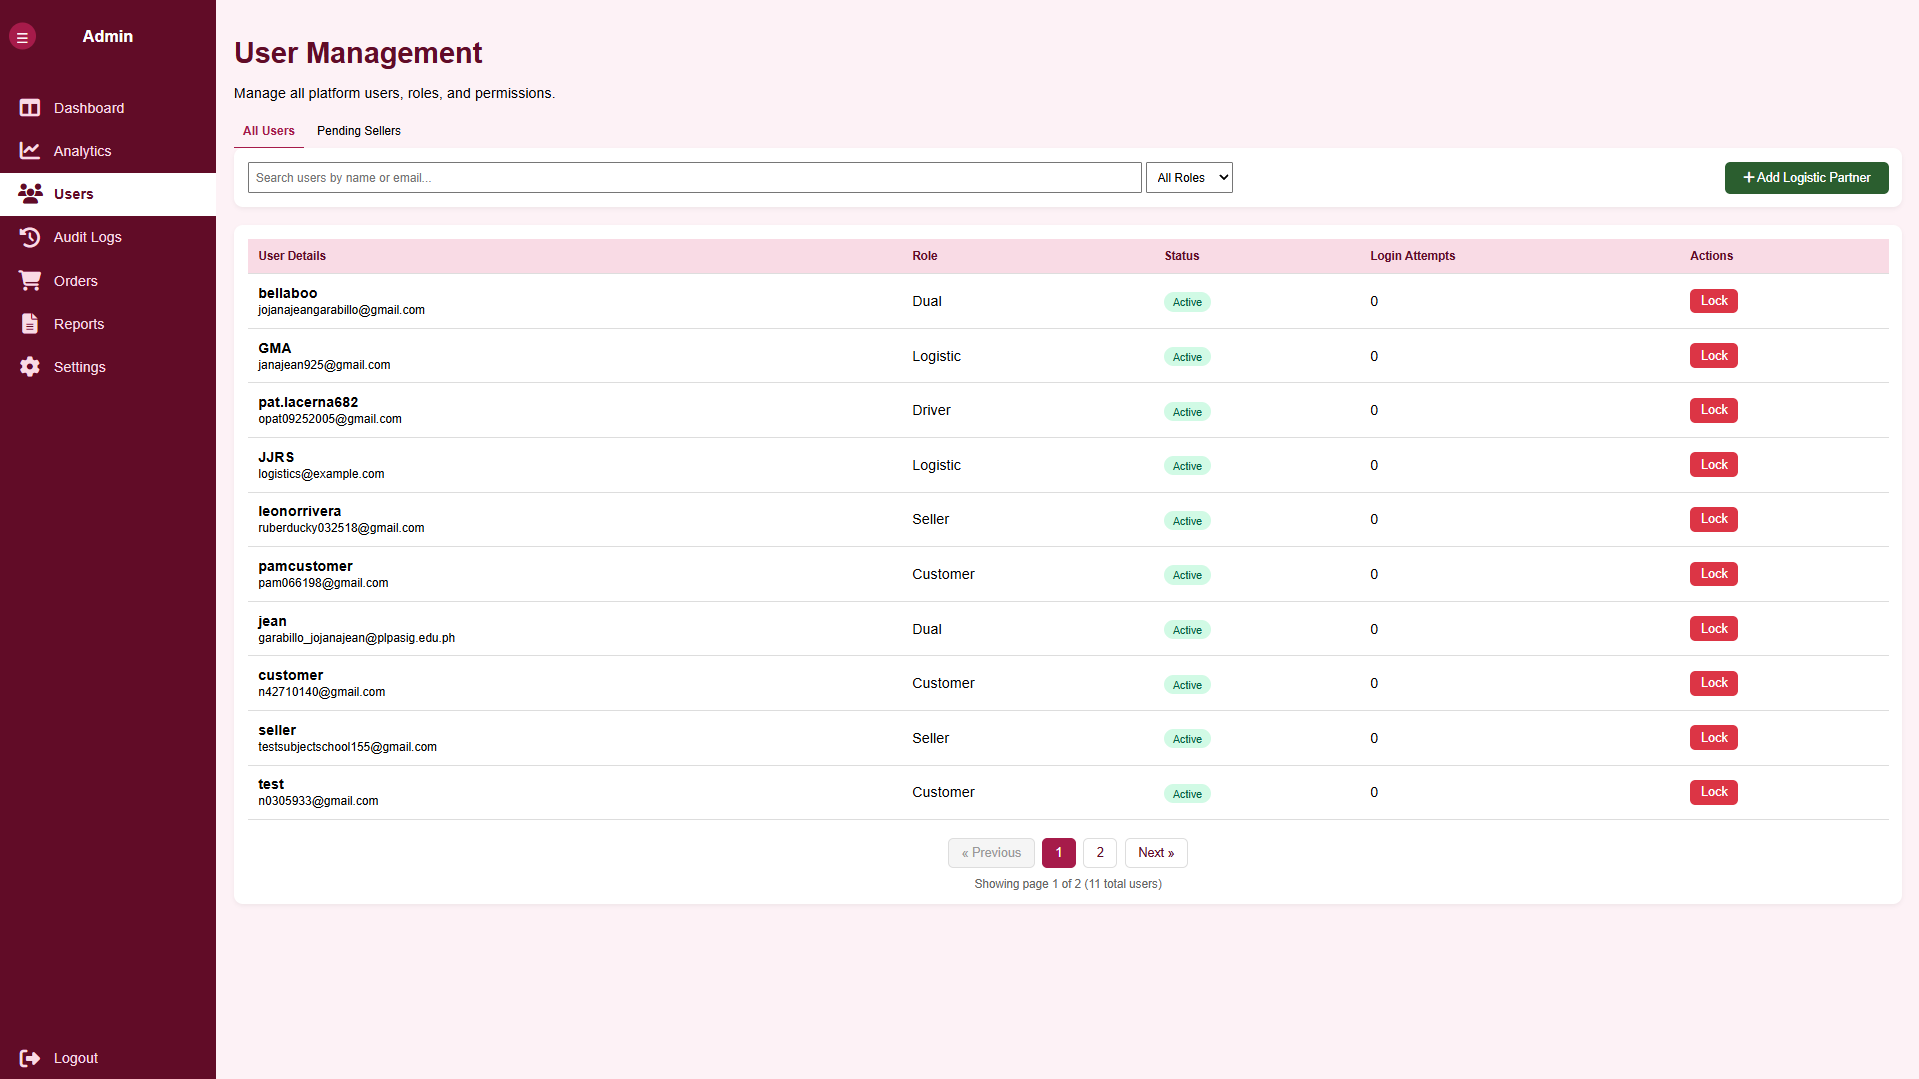 Admin
Dashboard
Analytics
Users
Audit Logs
Orders
Reports
Settings
Logout
User Management
Manage all platform users, roles, and permissions.
All Users Pending Sellers
Search users by name or email... All Roles + Add Logistic Partner
User Details Role Status Login Attempts Actions
bellaboo
jojanajeangarabillo@gmail.com
Dual Active 0 Lock
GMA
janajean925@gmail.com
Logistic Active 0 Lock
pat.lacerna682
opat09252005@gmail.com
Driver Active 0 Lock
JJRS
logistics@example.com
Logistic Active 0 Lock
leonorrivera
ruberducky032518@gmail.com
Seller Active 0 Lock
pamcustomer
pam066198@gmail.com
Customer Active 0 Lock
jean
garabillo_jojanajean@plpasig.edu.ph
Dual Active 0 Lock
customer
n42710140@gmail.com
Customer Active 0 Lock
seller
testsubjectschool155@gmail.com
Seller Active 0 Lock
test
n0305933@gmail.com
Customer Active 0 Lock
« Previous 1 2 Next »
Showing page 1 of 2 (11 total users)